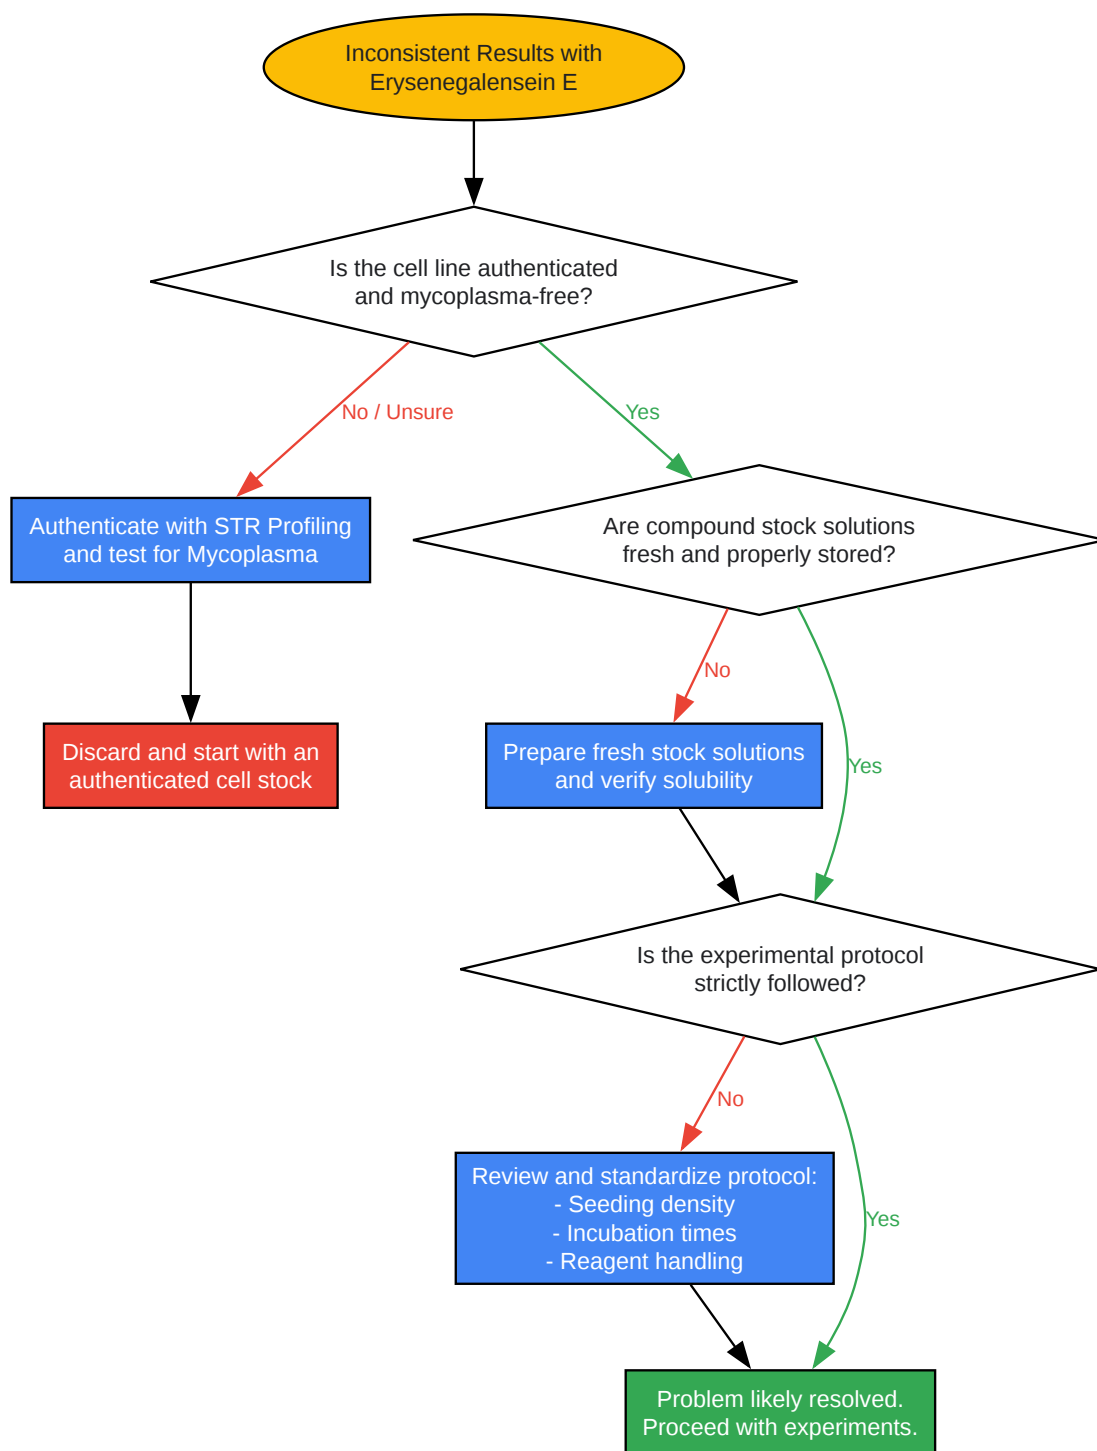 Inconsistent Results with
Erysenegalensein E
Is the cell line authenticated
and mycoplasma-free?
No / Unsure
Yes
Authenticate with STR Profiling
and test for Mycoplasma
Are compound stock solutions
fresh and properly stored?
No
Discard and start with an
authenticated cell stock
Prepare fresh stock solutions
and verify solubility
Yes
Is the experimental protocol
strictly followed?
No
Review and standardize protocol:
- Seeding density
- Incubation times
- Reagent handling
Yes
Problem likely resolved.
Proceed with experiments.